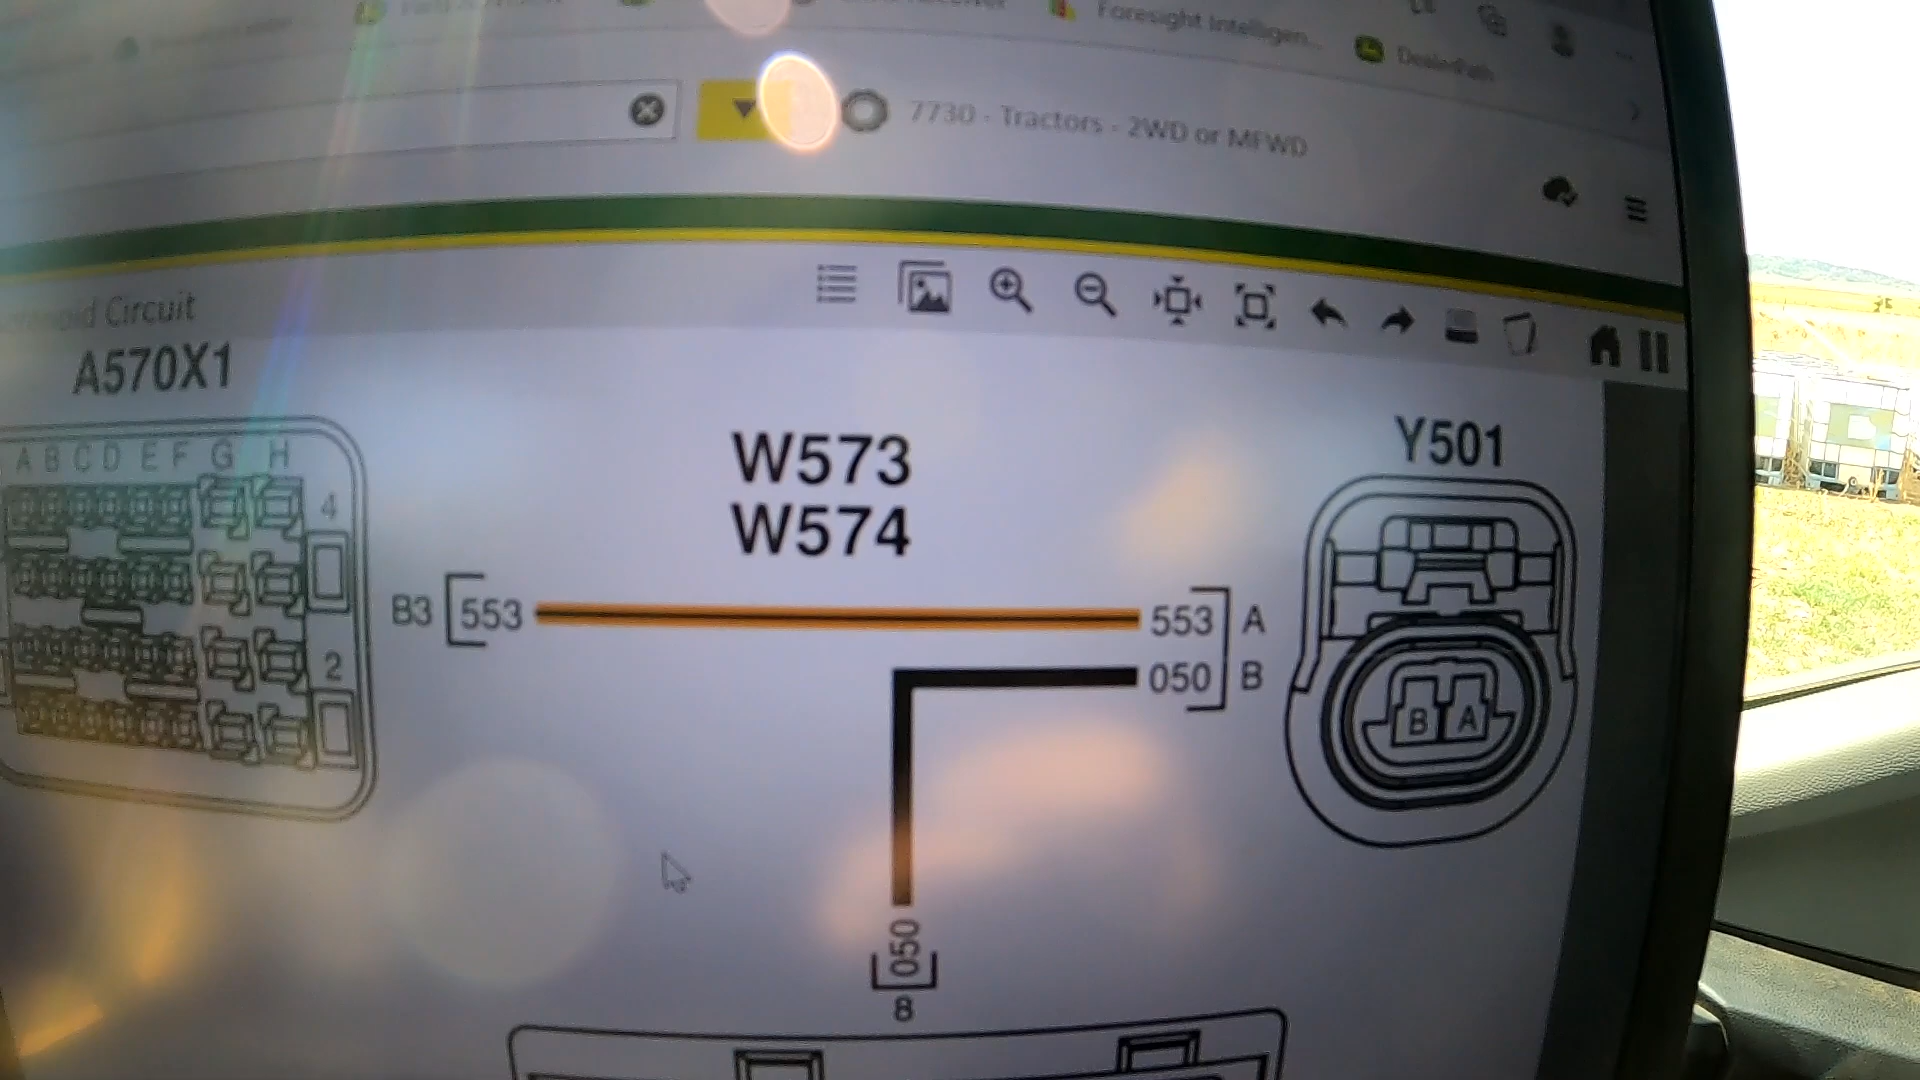 Foresight Intelligen...
DealerPath
7730 - Tractors - 2WD or MFWD
Circuit
A570X1
A B C D E F G H
4
2
W573
W574
Y501
B3 553
553 A
050 B
B A
050
8